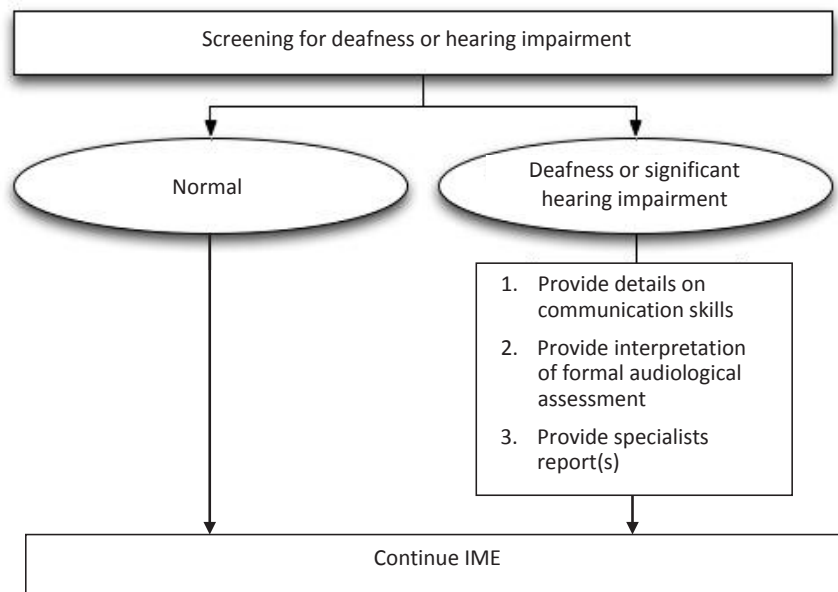 Screening for deafness or hearing impairment
Normal
Deafness or significant
hearing impairment
1. Provide details on
communication skills
2. Provide interpretation
of formal audiological
assessment
3. Provide specialists
report(s)
Continue IME